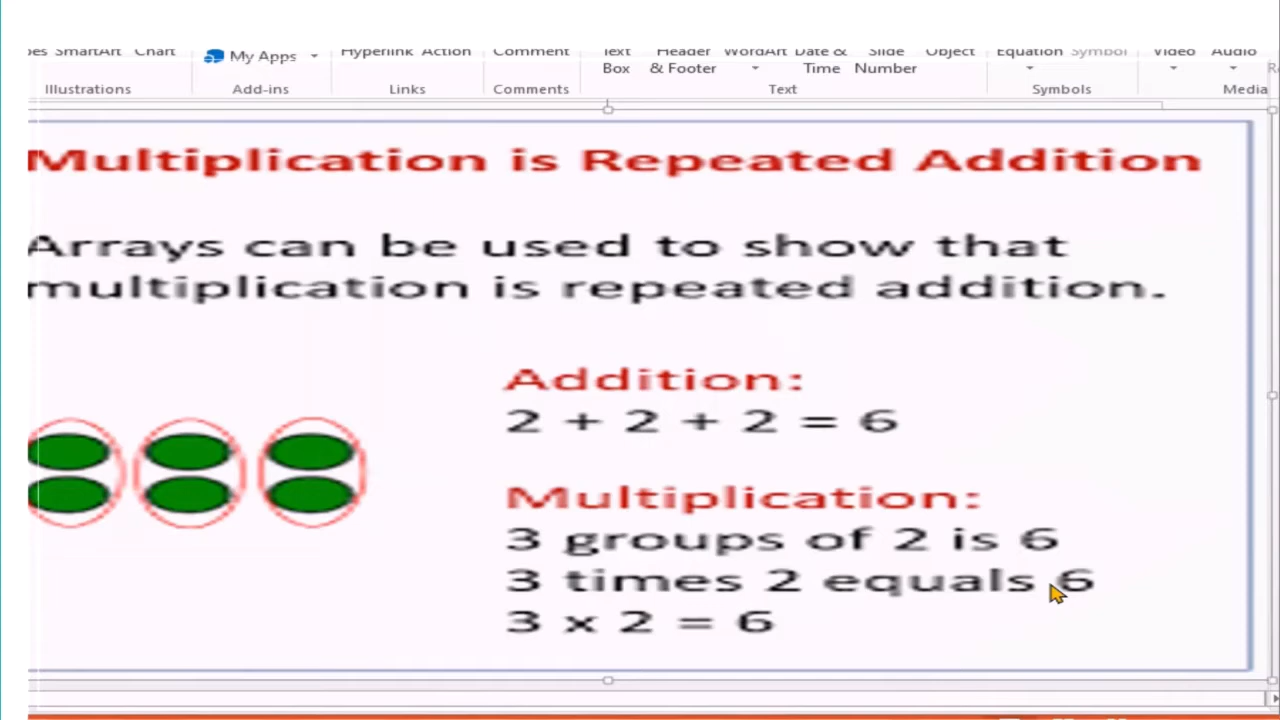 SmartArt Chart My Apps Hyperlink Action Comment Text Header WordArt Date & Slide Object Equation Symbol Video Audio
Box & Footer Time Number
Illustrations Add-ins Links Comments Text Symbols Media
Multiplication is Repeated Addition
Arrays can be used to show that
multiplication is repeated addition.
Addition:
2 + 2 + 2 = 6
Multiplication:
3 groups of 2 is 6
3 times 2 equals 6
3 x 2 = 6